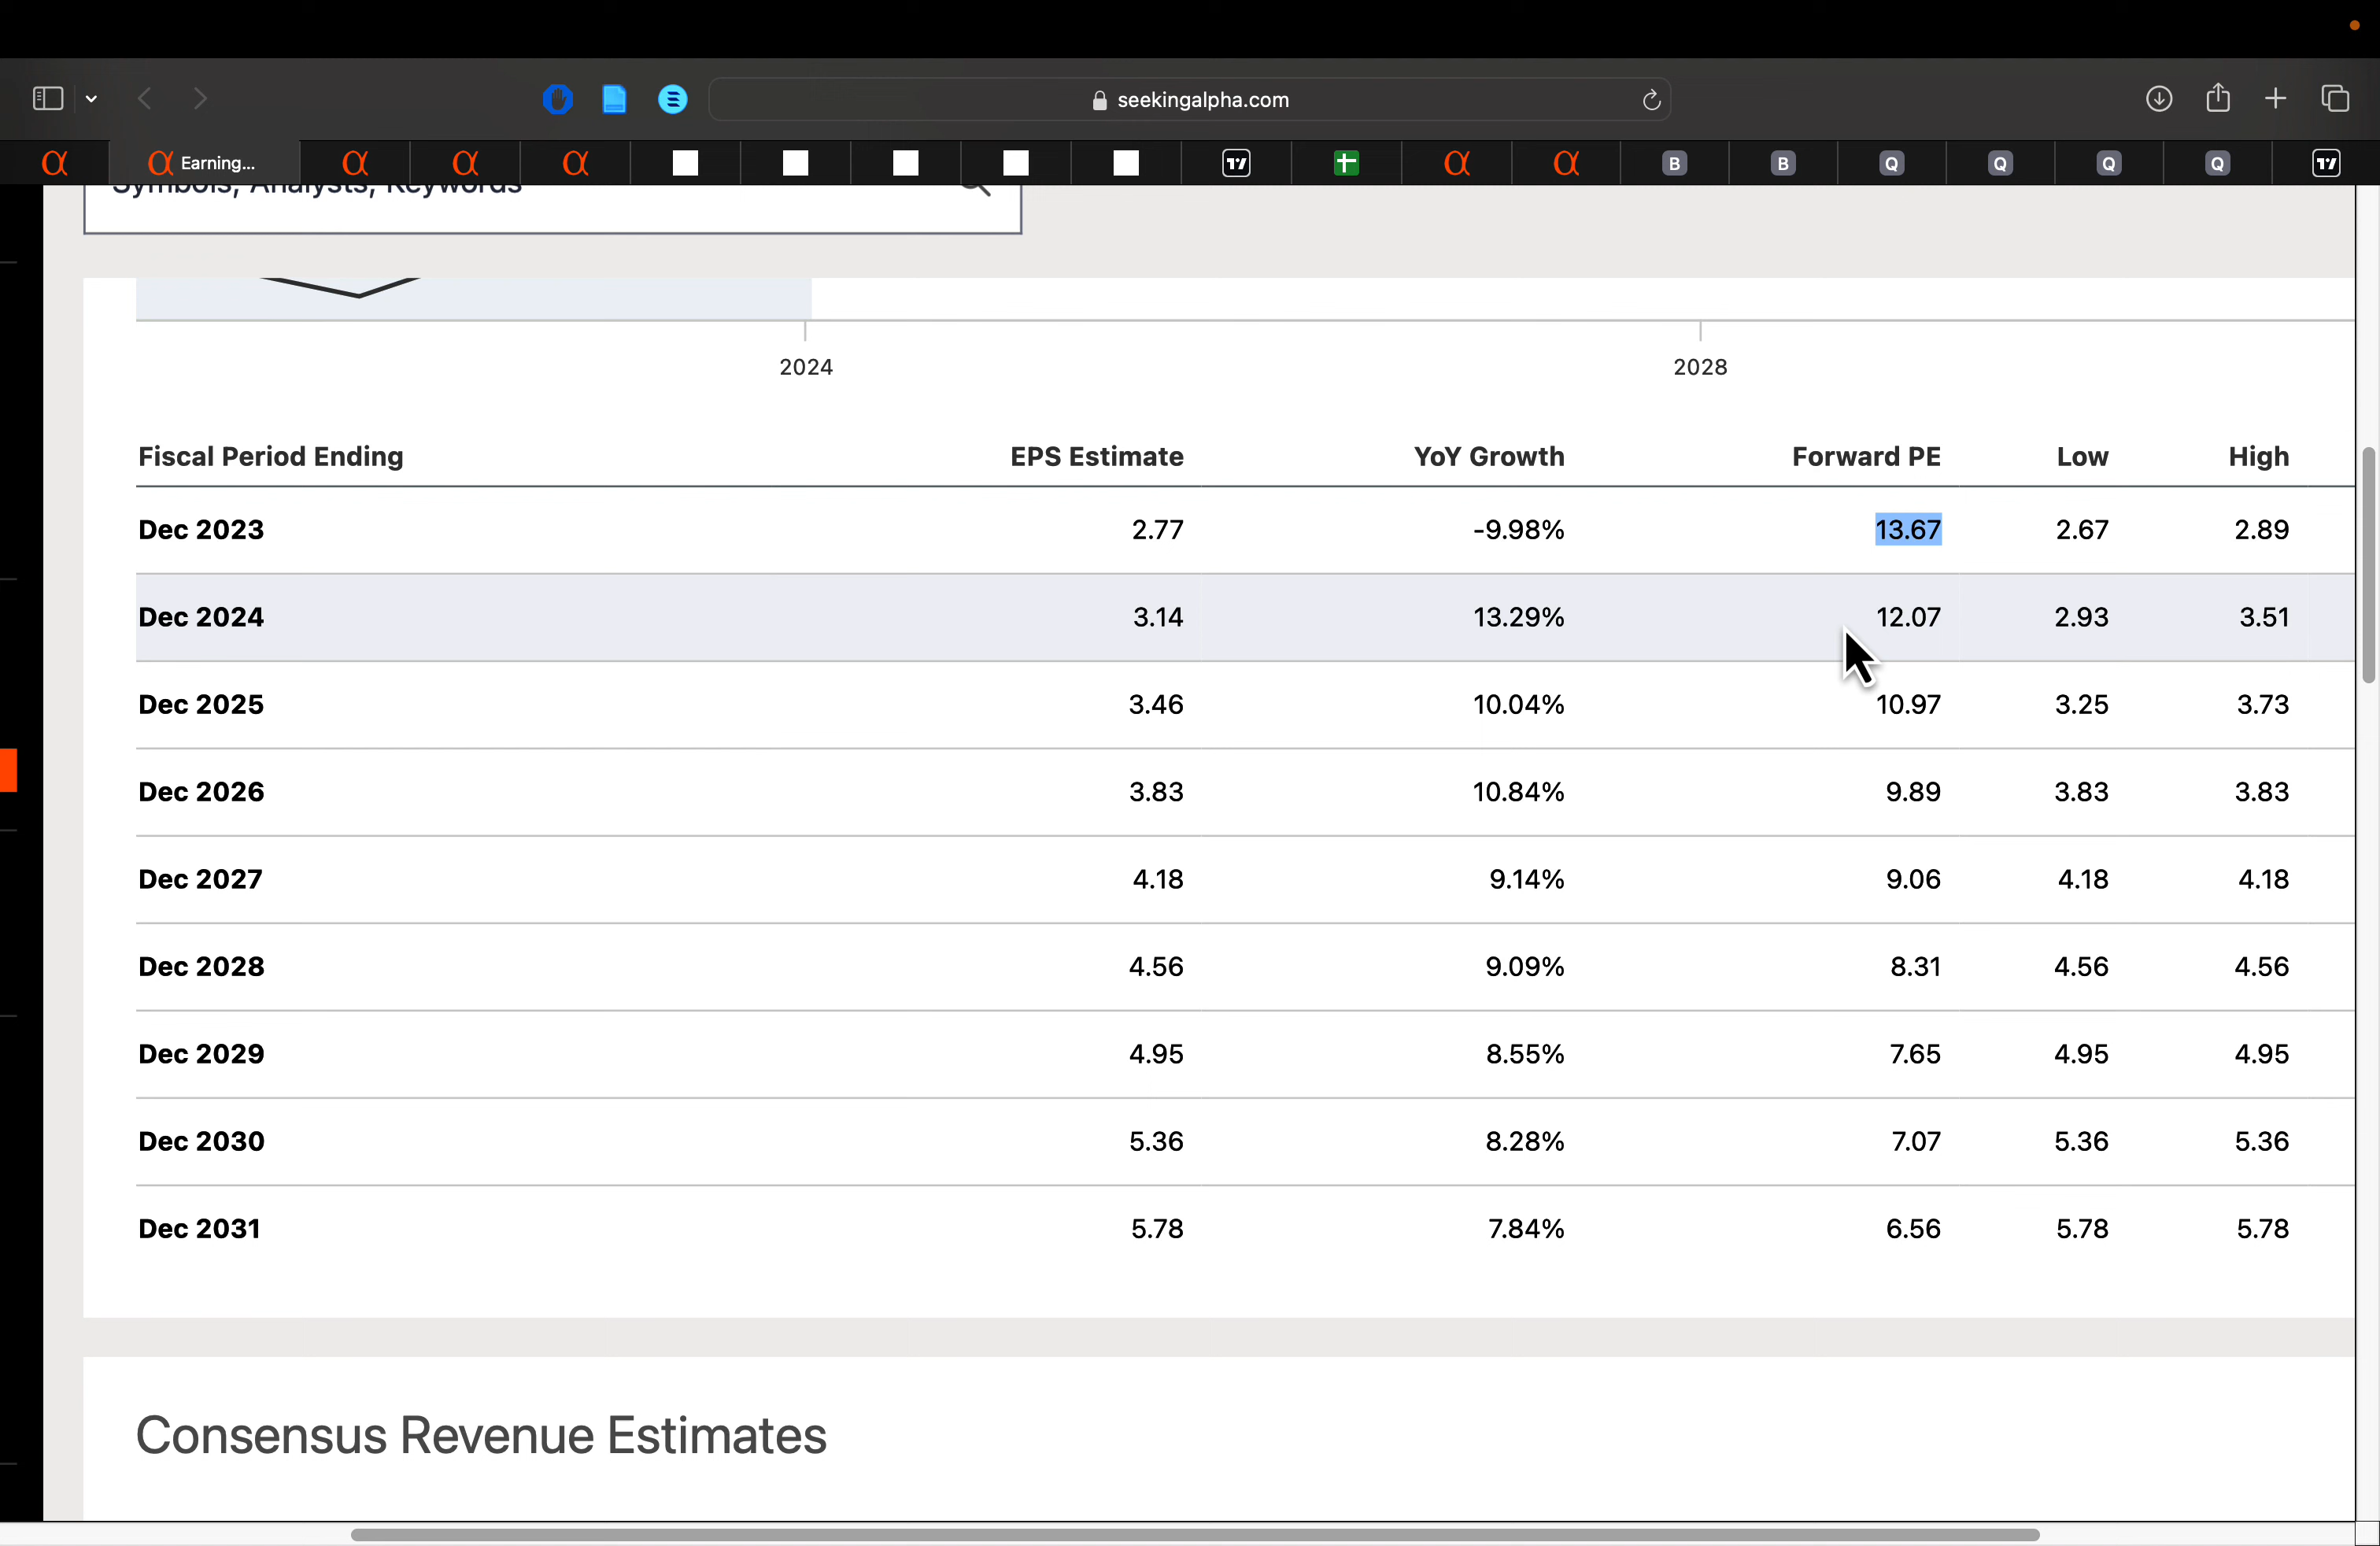 seekingalpha.com
α α Earning... α α α α α B B Q Q Q Q
Symbols, Analysts, Keywords
2024 2028
Fiscal Period Ending EPS Estimate YoY Growth Forward PE Low High
Dec 2023 2.77 -9.98% 13.67 2.67 2.89
Dec 2024 3.14 13.29% 12.07 2.93 3.51
Dec 2025 3.46 10.04% 10.97 3.25 3.73
Dec 2026 3.83 10.84% 9.89 3.83 3.83
Dec 2027 4.18 9.14% 9.06 4.18 4.18
Dec 2028 4.56 9.09% 8.31 4.56 4.56
Dec 2029 4.95 8.55% 7.65 4.95 4.95
Dec 2030 5.36 8.28% 7.07 5.36 5.36
Dec 2031 5.78 7.84% 6.56 5.78 5.78
Consensus Revenue Estimates